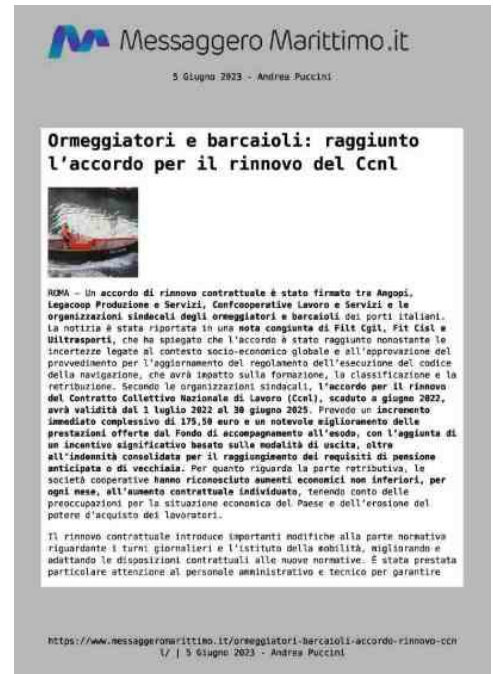 Messaggero Marittimo.it
5 Giugno 2023 - Andrea Puccini
Ormeggiatori e barcaioli: raggiunto
l'accordo per il rinnovo del Ccnl
ROMA – Un accordo di rinnovo contrattuale è stato firmato tra Angopi,
Legacoop Produzione e Servizi, Confcooperative Lavoro e Servizi e le
organizzazioni sindacali degli ormeggiatori e barcaioli dei porti italiani.
La notizia è stata riportata in una nota congiunta di Filt Cgil, Fit Cisl e
Uiltrasporti, che ha spiegato che l'accordo è stato raggiunto nonostante le
incertezze legate al contesto socio-economico globale e all'approvazione del
provvedimento per l'aggiornamento del regolamento dell'esecuzione del codice
della navigazione, che avrà impatto sulla formazione, la classificazione e la
retribuzione. Secondo le organizzazioni sindacali, l'accordo per il rinnovo
del Contratto Collettivo Nazionale di Lavoro (Ccnl), scaduto a giugno 2022,
avrà validità dal 1 luglio 2022 al 30 giugno 2025. Prevede un incremento
immediato complessivo di 175,50 euro e un notevole miglioramento delle
prestazioni offerte dal Fondo di accompagnamento all'esodo, con l'aggiunta di
un incentivo significativo basato sulle modalità di uscita, oltre
all'indennità consolidata per il raggiungimento dei requisiti di pensione
anticipata o di vecchiaia. Per quanto riguarda la parte retributiva, le
società cooperative hanno riconosciuto aumenti economici non inferiori, per
ogni mese, all'aumento contrattuale individuato, tenendo conto delle
preoccupazioni per la situazione economica del Paese e dell'erosione del
potere d'acquisto dei lavoratori.
Il rinnovo contrattuale introduce importanti modifiche alla parte normativa
riguardante i turni giornalieri e l'istituto della mobilità, migliorando e
adattando le disposizioni contrattuali alle nuove normative. È stata prestata
particolare attenzione al personale amministrativo e tecnico per garantire
https://www.messaggeromarittimo.it/ormeggiatori-barcaioli-accordo-rinnovo-ccn
l/ | 5 Giugno 2023 - Andrea Puccini